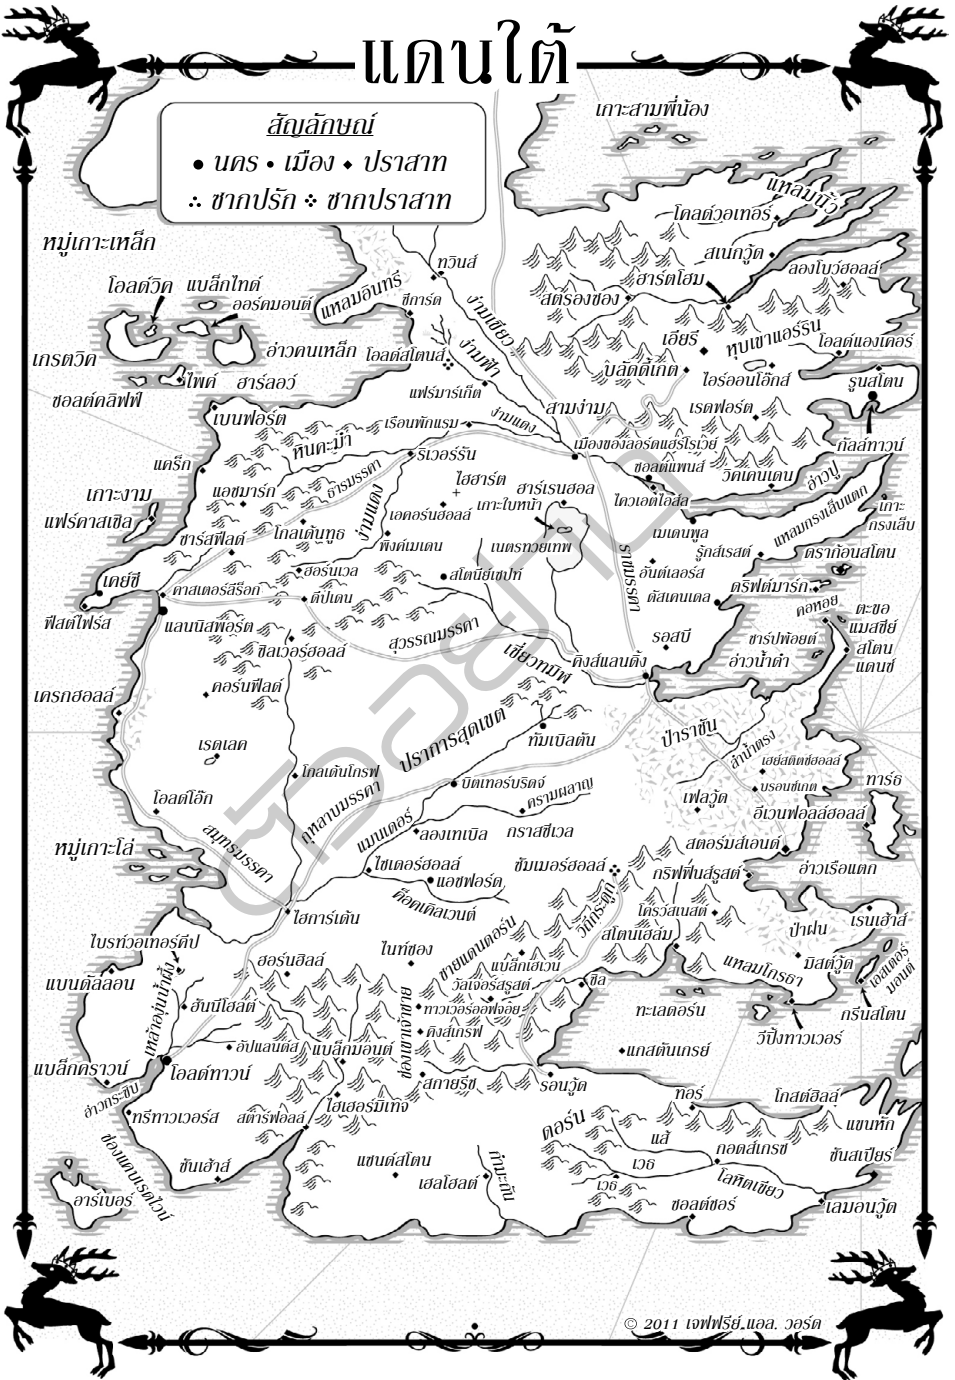 แดนใต้
สัญลักษณ์
นคร เมือง ปราสาท
ซากปรัก ซากปราสาท
เกาะสามพี่น้อง
แหลมนิ้ว
โคลด์วอเทอร์
หมู่เกาะเหล็ก
สเนกวู้ด
ทวินส์
ลองโบว์ฮอลล์
ฮาร์ตโฮม
โอลด์วิค
แบล็กไทด์
แหลมอินทรี
ซีการ์ด
สตรองซอง
ออร์คมอนต์
ง่ามเขียว
หุบเขาแอร์ริน
เอียรี
โอลด์แองเคอร์
เกรตวิค
อ่าวคนเหล็ก
โอลด์สโตนส์
ง่ามฟ้า
บลัดดี้เก็ต
ไพค์
ฮาร์ลอว์
ไอร์ออนโอ๊กส์
รูนสโตน
ซอลต์คลิฟฟ์
แฟร์มาร์เก็ต
สามง่าม
เรดฟอร์ต
เบนฟอร์ต
เรือนพักแรม
ง่ามแดง
เมืองของลอร์ดแฮร์โรเวย์
กัลล์ทาวน์
หินตะม้ำ
ริเวอร์รัน
แคร็ก
ธารมรรคา
ซอลต์แพนส์
วิคเคนเดน
อ่าวปู
ไฮฮาร์ต
ฮาร์เรนฮอล
เกาะงาม
แอชมาร์ก
ไควเอตไอส์ล
แฟร์คาสเซิล
ง่ามแดง
เอคอร์นฮอลล์
เกาะใบหน้า
แหลมกรงเล็บแตก
เกาะ
กรงเล็บ
เมเดนพูล
โกลเด้นทูธ
ซาร์สฟีลด์
พิงค์เมเดน
เนตรทวยเทพ
ราชมรรคา
รู้กส์เรสต์
ดราก้อนสโตน
เคย์ซี
ฮอร์นเวล
สโตนีย์เซปท์
อันต์เลอร์ส
ดริฟต์มาร์ก
คาสเตอร์ลีร็อก
ดีปเดน
ดัสเคนเดล
คอหอย
ตะขอ
แมสซีย์
ฟีสต์ไฟร์ส
แลนนิสพอร์ต
สุวรรณมรรคา
รอสบี
ชาร์ปพ้อยต์
สโตน
แดนซ์
ซิลเวอร์ฮอลล์
เชี่ยวทมิฬ
คิงส์แลนดิ้ง
อ่าวน้ำดำ
เครกฮอลล์
คอร์นฟีลด์
ปราการสุดเขต
ทัมเบิลตัน
ป่าราชัน
เรดเลค
ลำน้ำตรง
เฮย์สติตช์ฮอลล์
โกลเด้นโกรฟ
บิตเทอร์บริดจ์
บรอนซ์เกต
ทาร์ธ
โอลด์โอ๊ก
กุหลาบมรรคา
ครามผลาญ
เฟลวู้ด
อีเวนฟอลล์ฮอลล์
แมนเดอร์
ลองเทเบิล
กราสซีเวล
สมุทรมรรคา
สตอร์มส์เอนด์
หมู่เกาะโล่
ไซเดอร์ฮอลล์
ซัมเมอร์ฮอลล์
กริฟฟินส์รูสต์
อ่าวเรือแตก
แอชฟอร์ด
ค็อคเคิลเวนต์
วิถีกระดูก
ไฮการ์เด้น
โครวส์เนสต์
เรนเฮ้าส์
ไบรท์วอเทอร์คีป
ไนท์ซอง
ชายแดนดอร์น
สโตนเฮล์ม
ป่าฝน
ฮอร์นฮิลล์
แบล็กเฮเวน
แหลมโกรธา
มิสต์วู้ด
แบนดัลลอน
เหล้าองุ่นน้ำผึ้ง
วัลเจอร์สรูสต์
ซีล
เอสเตอร์
มอนต์
ฮันนีโฮลต์
ช่องเขาเจ้าชาย
ทาวเวอร์ออฟจอย
ทะเลดอร์น
กรีนสโตน
คิงส์เกรฟ
วีปิ้งทาวเวอร์
อัปแลนด์ส
แบล็กมอนต์
แบล็กคราวน์
โอลด์ทาวน์
แกสตันเกรย์
สกายรีช
รอนวู้ด
อ่าวกระซิบ
ไฮเฮอร์มิเทจ
ทอร์
โกสต์ฮิลล์
ทรีทาวเวอร์ส
สตาร์ฟอลล์
ดอร์น
แขนหัก
แส้
ช่องแคบเรดไวน์
ซันเฮ้าส์
แซนด์สโตน
กำมะถัน
เวธ
กอดส์เกรซ
ซันสเปียร์
เฮลโฮลต์
โลหิตเขียว
เวธ
อาร์เบอร์
ซอลต์ชอร์
เลมอนวู้ด
© 2011 เจฟฟรีย์ แอล. วอร์ด